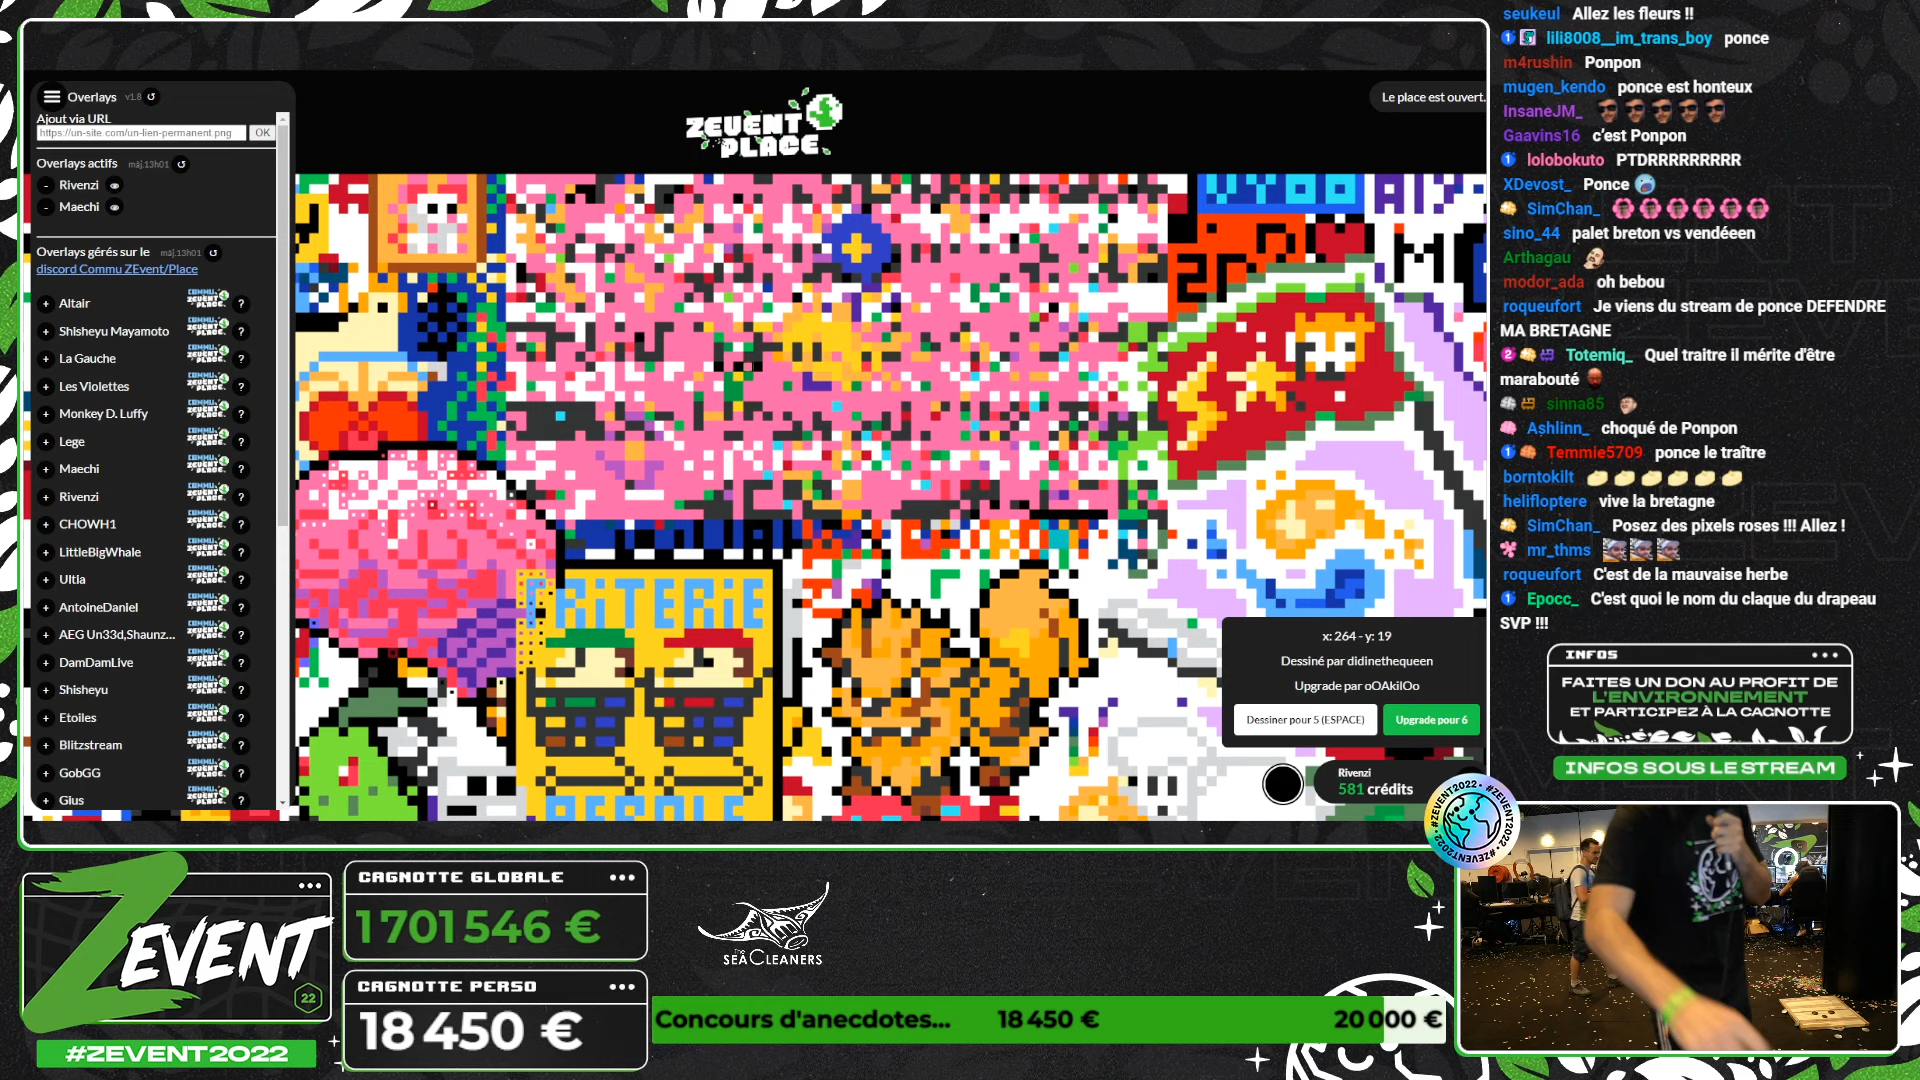 Overlays v1.8
Ajout via URL
https://un-site.com/un-lien-permanent.png OK
Overlays actifs màj.13h01
- Rivenzi
- Maechi
Overlays gérés sur le màj.13h01
discord Commu ZEvent/Place
+ Altair ?
+ Shisheyu Mayamoto ?
+ La Gauche ?
+ Les Violettes ?
+ Monkey D. Luffy ?
+ Lege ?
+ Maechi ?
+ Rivenzi ?
+ CHOWH1 ?
+ LittleBigWhale ?
+ Ultia ?
+ AntoineDaniel ?
+ AEG Un33d,Shaunz... ?
+ DamDamLive ?
+ Shisheyu ?
+ Etoiles ?
+ Blitzstream ?
+ GobGG ?
+ Gius ?
ZEVENT
PLACE
Le place est ouvert.
x: 264 - y: 19
Dessiné par didinethequeen
Upgrade par oOAkilOo
Dessiner pour 5 (ESPACE) Upgrade pour 6
Rivenzi
581 crédits
seukeul Allez les fleurs !!
lili8008__im_trans_boy ponce
m4rushin Ponpon
mugen_kendo ponce est honteux
InsaneJM_
Gaavins16 c'est Ponpon
lolobokuto PTDRRRRRRRRR
XDevost_ Ponce
SimChan_
sino_44 palet breton vs vendéeen
Arthagau
modor_ada oh bebou
roqueufort Je viens du stream de ponce DEFENDRE
MA BRETAGNE
Totemiq_ Quel traitre il mérite d'être
marabouté
sinna85
Ashlinn_ choqué de Ponpon
Temmie5709 ponce le traître
borntokilt
helifloptere vive la bretagne
SimChan_ Posez des pixels roses !!! Allez !
mr_thms
roqueufort C'est de la mauvaise herbe
Epocc_ C'est quoi le nom du claque du drapeau
SVP !!!
INFOS
FAITES UN DON AU PROFIT DE
L'ENVIRONNEMENT
ET PARTICIPEZ À LA CAGNOTTE
INFOS SOUS LE STREAM
#ZEVENT2022 • #ZEVENT2022 • #ZEVENT2022
ZEVENT
22
#ZEVENT2022
CAGNOTTE GLOBALE
1 701 546 €
CAGNOTTE PERSO
18 450 €
THE
SEACLEANERS
Concours d'anecdotes... 18 450 € 20 000 €